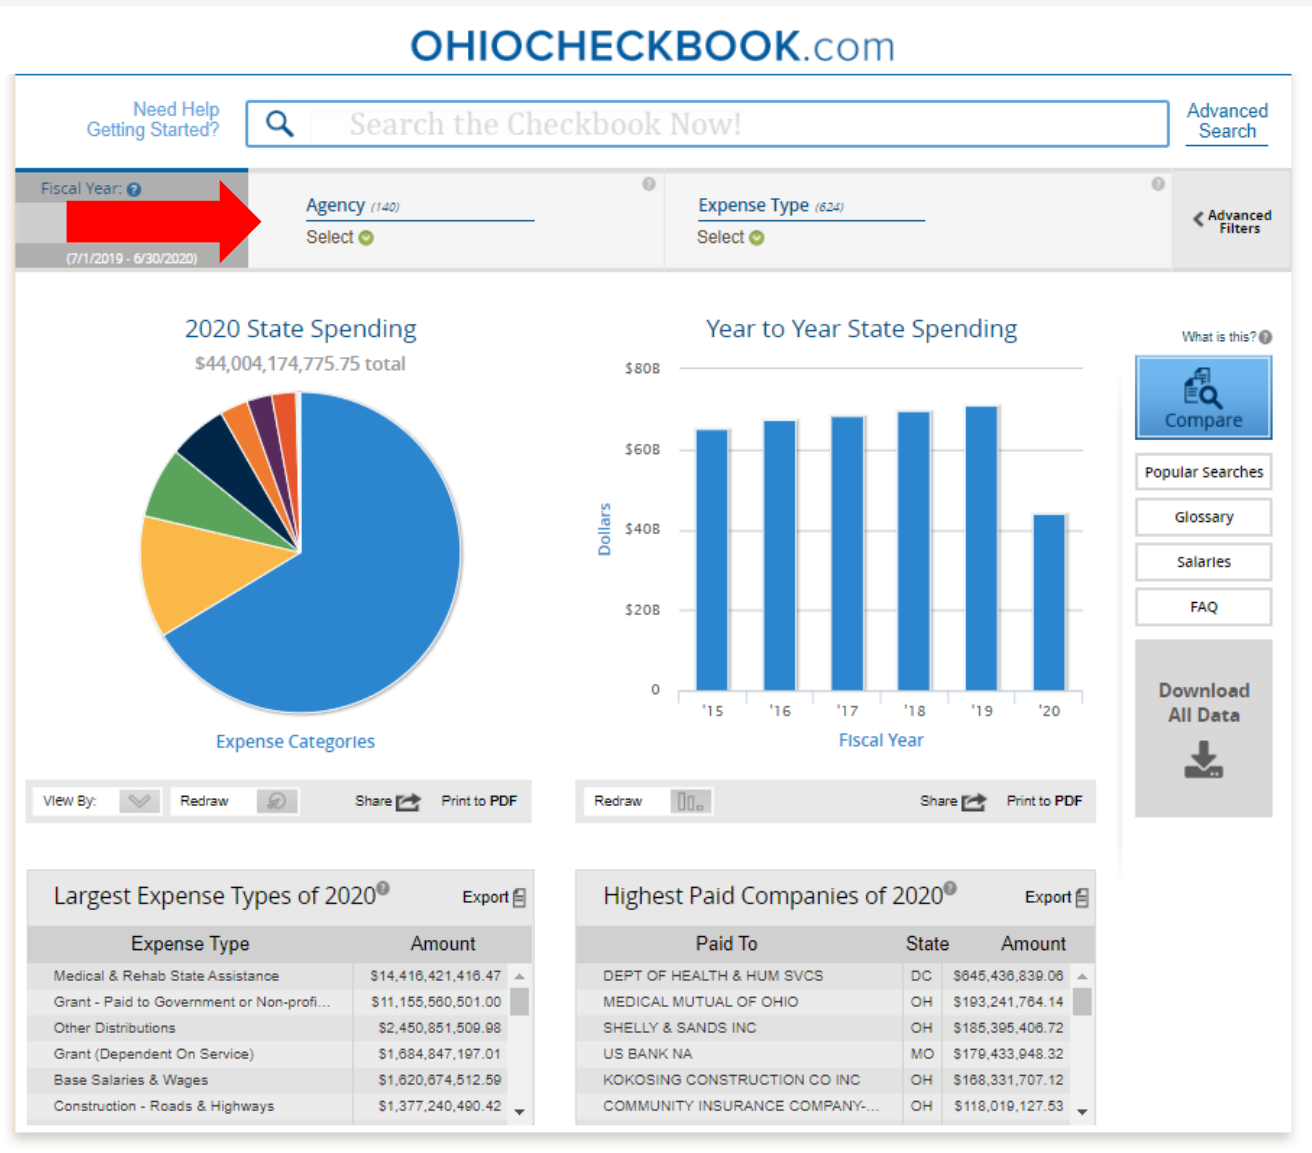 OHIOCHECKBOOK.com
Need Help
Getting Started?
Search the Checkbook Now!
Advanced
Search
Fiscal Year:
(7/1/2019 - 6/30/2020)
Agency (140)
Select
Expense Type (624)
Select
Advanced
Filters
2020 State Spending
$44,004,174,775.75 total
Expense Categories
Year to Year State Spending
$80B
$60B
$40B
$20B
0
Dollars
'15 '16 '17 '18 '19 '20
Fiscal Year
What is this?
Compare
Popular Searches
Glossary
Salaries
FAQ
Download
All Data
View By: Redraw Share Print to PDF
Redraw Share Print to PDF
Largest Expense Types of 2020 Export
Expense Type Amount
Medical & Rehab State Assistance $14,416,421,416.47
Grant - Paid to Government or Non-profi... $11,155,560,501.00
Other Distributions $2,450,851,509.98
Grant (Dependent On Service) $1,684,847,197.01
Base Salaries & Wages $1,620,674,512.59
Construction - Roads & Highways $1,377,240,490.42
Highest Paid Companies of 2020 Export
Paid To State Amount
DEPT OF HEALTH & HUM SVCS DC $645,436,839.06
MEDICAL MUTUAL OF OHIO OH $193,241,764.14
SHELLY & SANDS INC OH $185,395,406.72
US BANK NA MO $179,433,948.32
KOKOSING CONSTRUCTION CO INC OH $168,331,707.12
COMMUNITY INSURANCE COMPANY-... OH $118,019,127.53